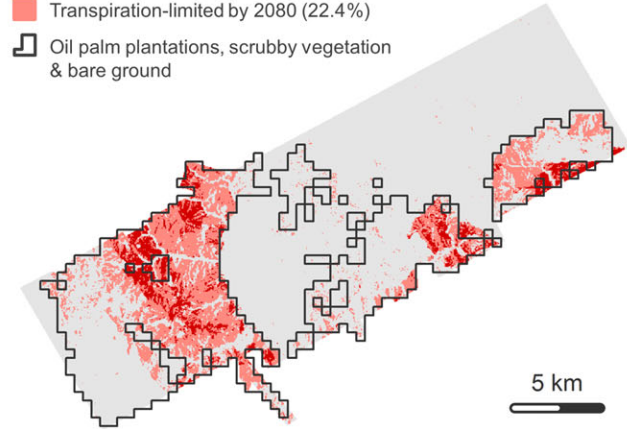 Transpiration-limited by 2080 (22.4%)
Oil palm plantations, scrubby vegetation
& bare ground
5 km